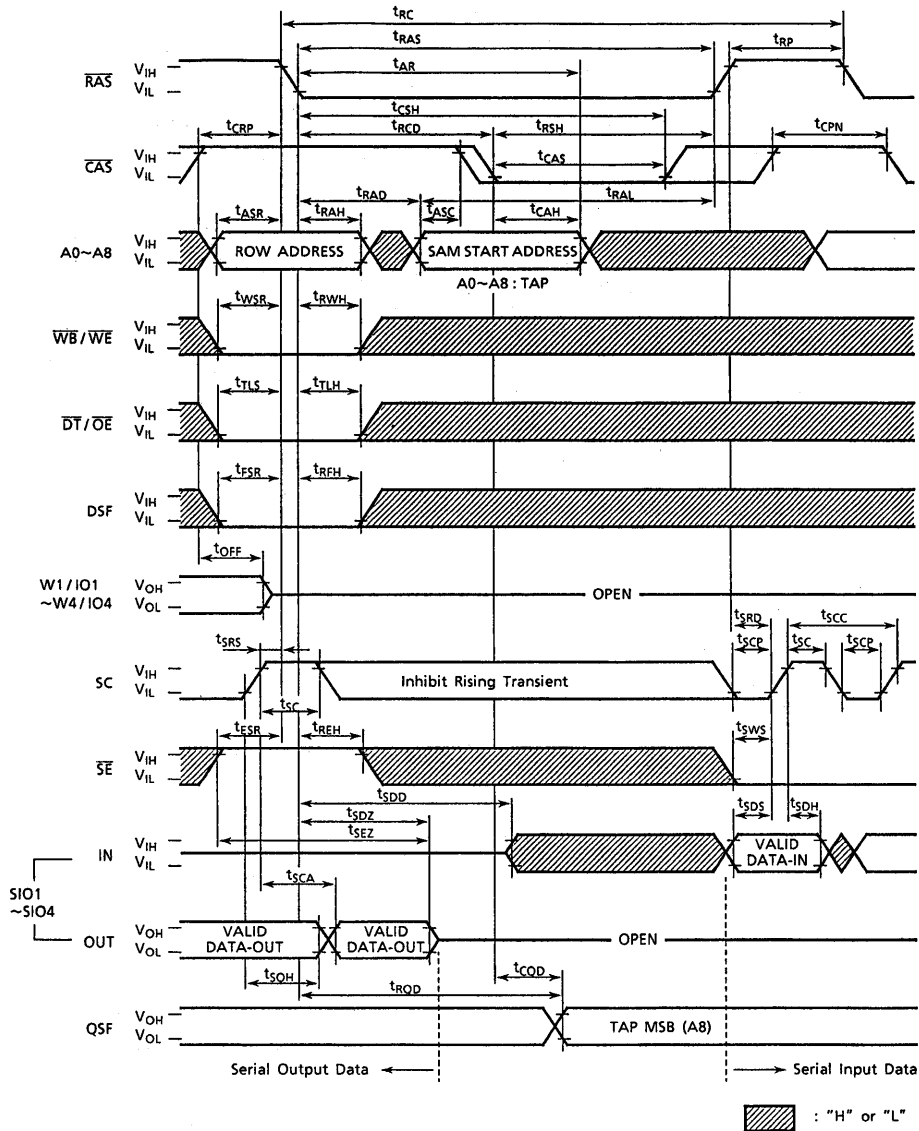 tRC
tRAS tRP
tAR
RAS VIH
VIL
tCSH
tCRP tRCD tRSH tCPN
CAS VIH
VIL
tCAS
tRAD tRAL
tASR tRAH tASC tCAH
A0~A8 VIH
VIL
ROW ADDRESS SAM START ADDRESS
A0~A8 : TAP
tWSR tRWH
WB/WE VIH
VIL
tTLS tTLH
DT/OE VIH
VIL
tFSR tRFH
DSF VIH
VIL
tOFF
W1/IO1
~W4/IO4
VOH
VOL
OPEN
tSRD tSCC
tSRS tSCP tSC tSCP
SC VIH
VIL
Inhibit Rising Transient
tSC
tESR tREH tSWS
SE VIH
VIL
tSDD
tSDZ tSDS tSDH
tSEZ
IN VIH
VIL
VALID
DATA-IN
SIO1
~SIO4
tSCA
OUT VOH
VOL
VALID
DATA-OUT
VALID
DATA-OUT
OPEN
tSOH tCQD
tRQD
QSF VOH
VOL
TAP MSB (A8)
Serial Output Data Serial Input Data
: "H" or "L"